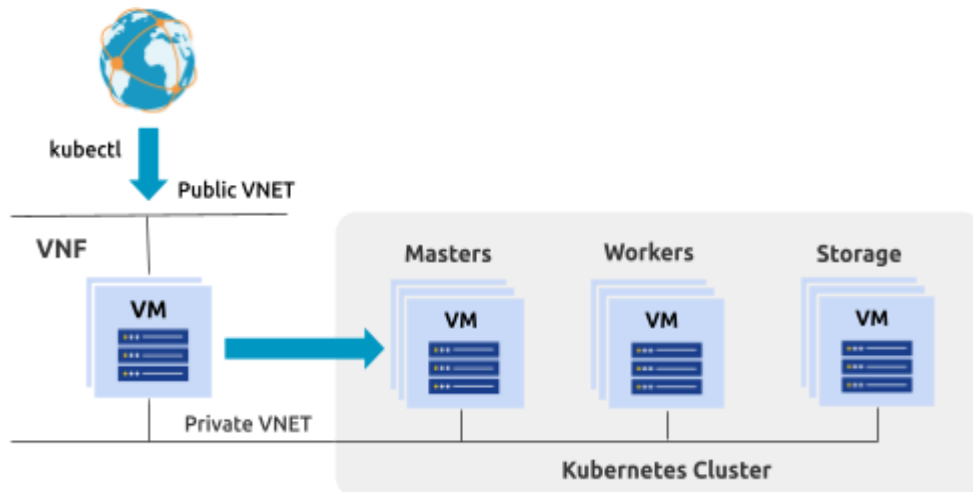 kubectl
Public VNET
VNF
Masters
Workers
Storage
VM
VM
VM
VM
Private VNET
Kubernetes Cluster